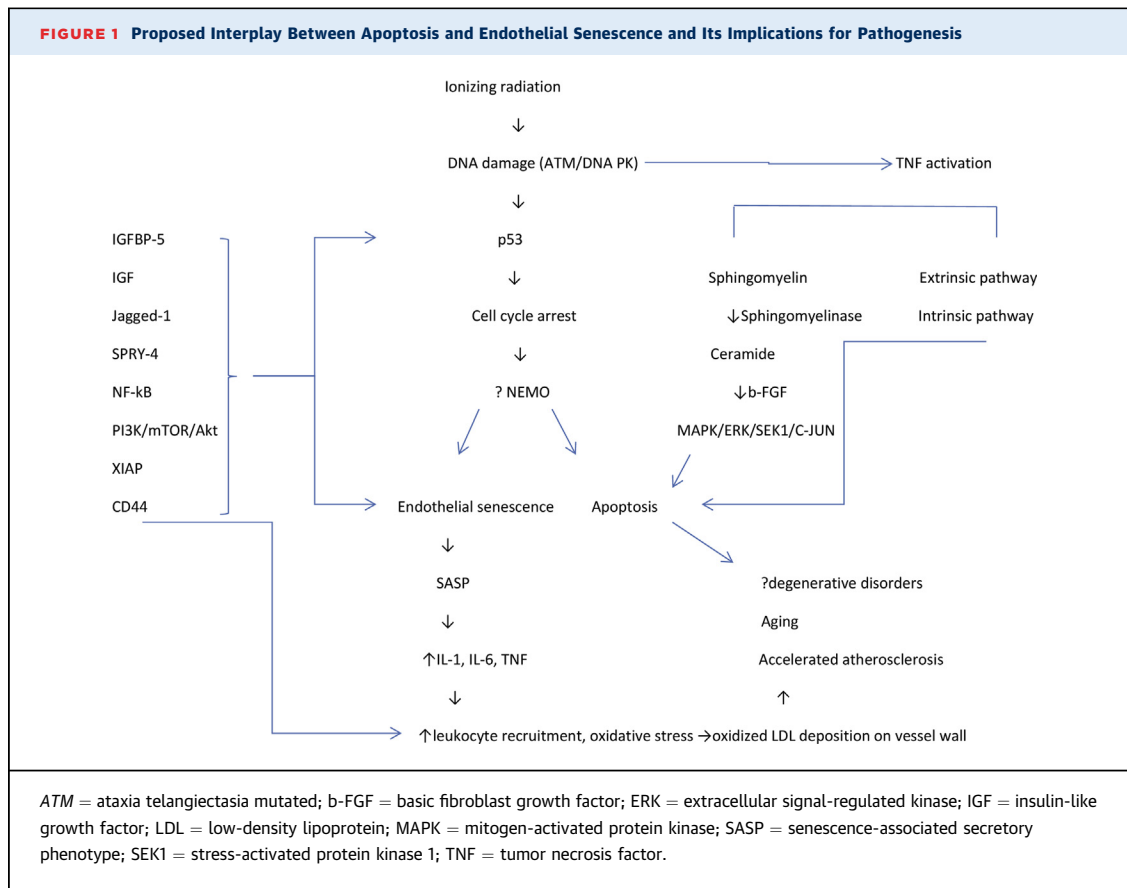 FIGURE 1 Proposed Interplay Between Apoptosis and Endothelial Senescence and Its Implications for Pathogenesis
Ionizing radiation
↓
DNA damage (ATM/DNA PK)
TNF activation
↓
IGFBP-5
p53
IGF
↓
Sphingomyelin
Extrinsic pathway
Jagged-1
Cell cycle arrest
↓Sphingomyelinase
Intrinsic pathway
SPRY-4
↓
Ceramide
NF-kB
? NEMO
↓b-FGF
PI3K/mTOR/Akt
MAPK/ERK/SEK1/C-JUN
XIAP
CD44
Endothelial senescence
Apoptosis
↓
SASP
?degenerative disorders
↓
Aging
↑IL-1, IL-6, TNF
Accelerated atherosclerosis
↓
↑
↑leukocyte recruitment, oxidative stress →oxidized LDL deposition on vessel wall
ATM = ataxia telangiectasia mutated; b-FGF = basic fibroblast growth factor; ERK = extracellular signal-regulated kinase; IGF = insulin-like
growth factor; LDL = low-density lipoprotein; MAPK = mitogen-activated protein kinase; SASP = senescence-associated secretory
phenotype; SEK1 = stress-activated protein kinase 1; TNF = tumor necrosis factor.